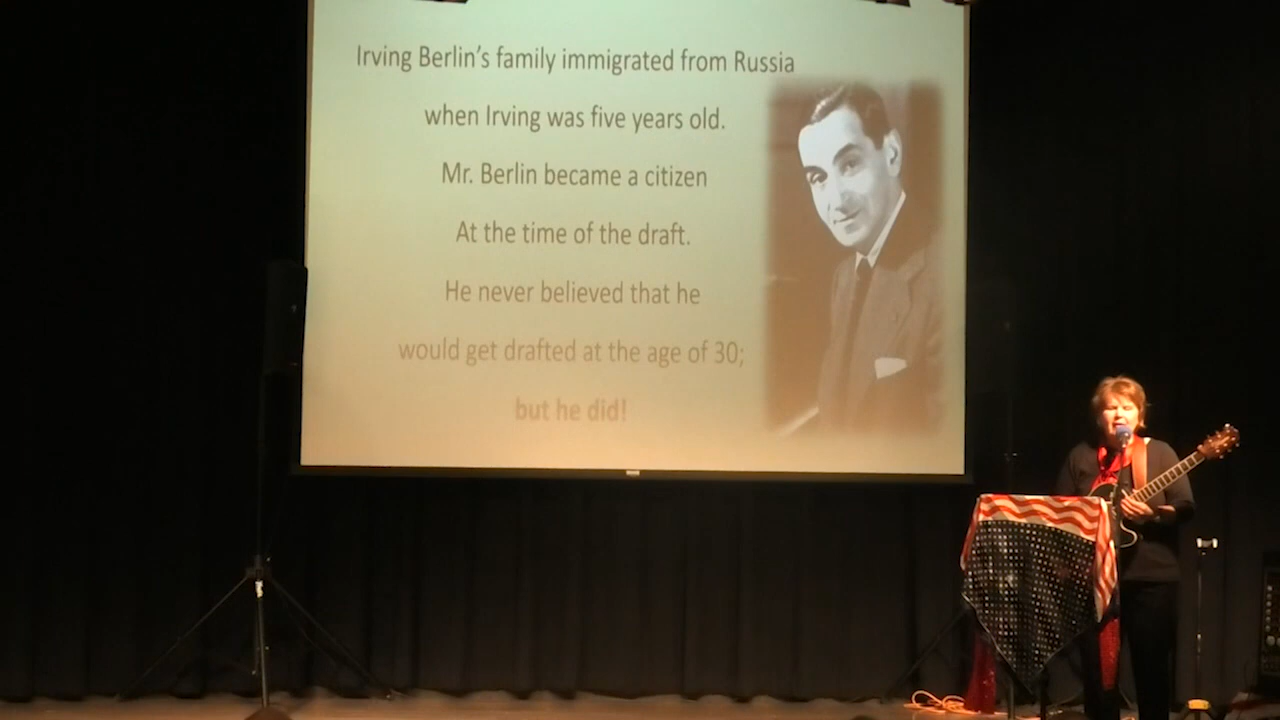 Irving Berlin's family immigrated from Russia
when Irving was five years old.
Mr. Berlin became a citizen
At the time of the draft.
He never believed that he
would get drafted at the age of 30;
but he did!